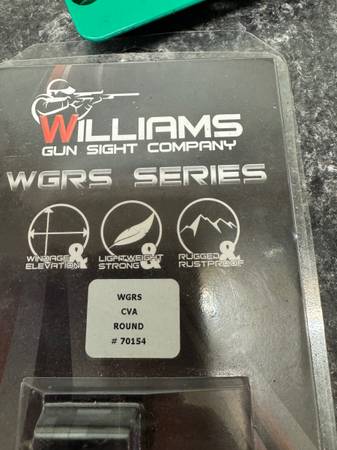 WILLIAMS
GUN SIGHT COMPANY
WGRS SERIES
WINDAGE &
ELEVATION
LIGHTWEIGHT &
STRONG
RUGGED &
RUSTPROOF
WGRS
CVA
ROUND
# 70154